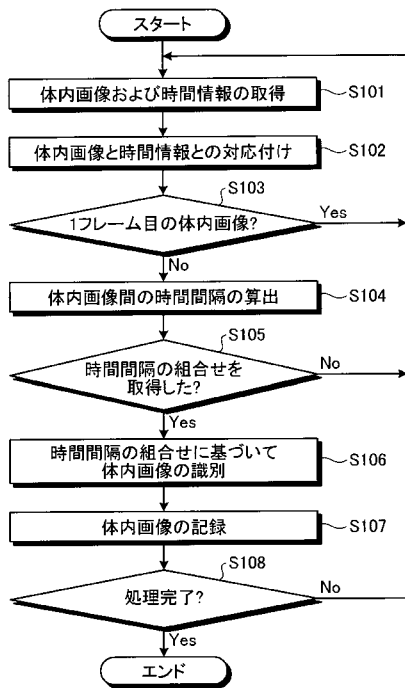 スタート
体内画像および時間情報の取得
S101
体内画像と時間情報との対応付け
S102
S103
1フレーム目の体内画像?
Yes
No
体内画像間の時間間隔の算出
S104
S105
時間間隔の組合せを
取得した?
No
Yes
時間間隔の組合せに基づいて
体内画像の識別
S106
体内画像の記録
S107
S108
処理完了?
No
Yes
エンド